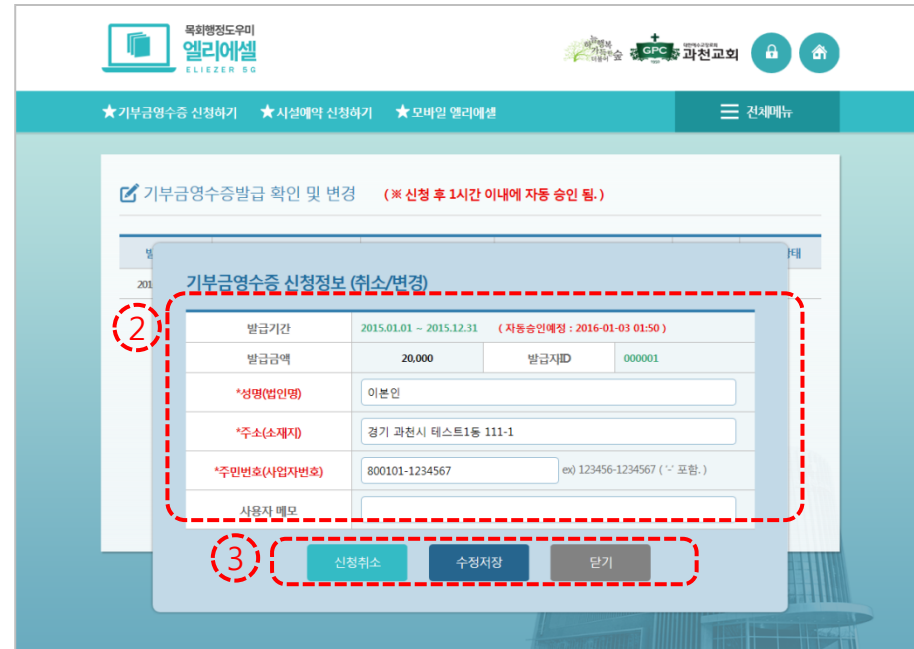 목회행정도우미
엘리에셀
ELIEZER 5G
GPC 과천교회
★기부금영수증 신청하기 ★시설예약 신청하기 ★모바일 엘리에셀 전체메뉴
기부금영수증발급 확인 및 변경 (※ 신청 후 1시간 이내에 자동 승인 됨.)
201
기부금영수증 신청정보 (취소/변경)
2
발급기간 2015.01.01 ~ 2015.12.31 ( 자동승인예정 : 2016-01-03 01:50 )
발급금액 20,000 발급자ID 000001
*성명(법인명) 이본인
*주소(소재지) 경기 과천시 테스트1동 111-1
*주민번호(사업자번호) 800101-1234567 ex) 123456-1234567 ( '-' 포함. )
사용자 메모
3
신청취소 수정저장 닫기